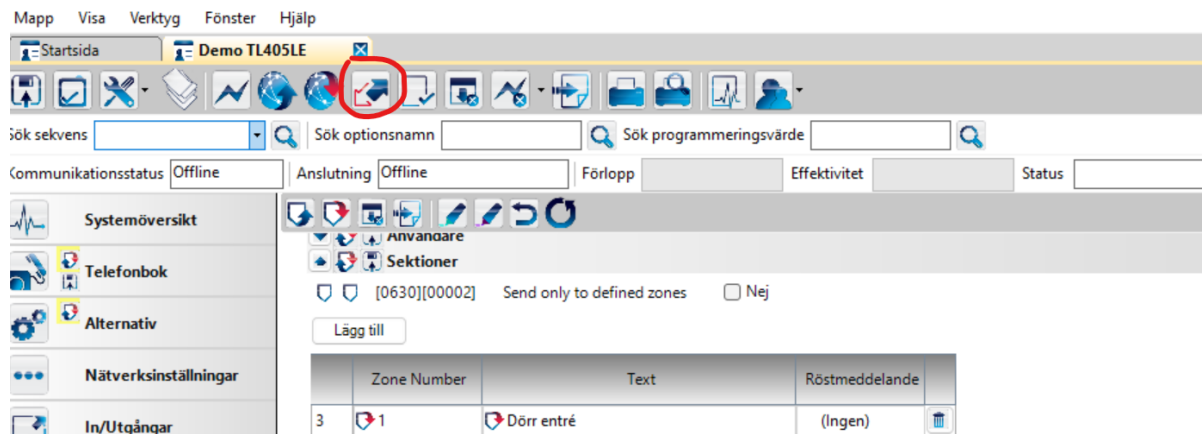 Mapp Visa Verktyg Fönster Hjälp
Startsida Demo TL405LE
Sök sekvens Sök optionsnamn Sök programmeringsvärde
Kommunikationsstatus Offline Anslutning Offline Förlopp Effektivitet Status
Systemöversikt
Användare
Telefonbok
Sektioner
[0630][00002] Send only to defined zones Nej
Alternativ
Lägg till
Nätverksinställningar
Zone Number Text Röstmeddelande
In/Utgångar
3 1 Dörr entré (Ingen)